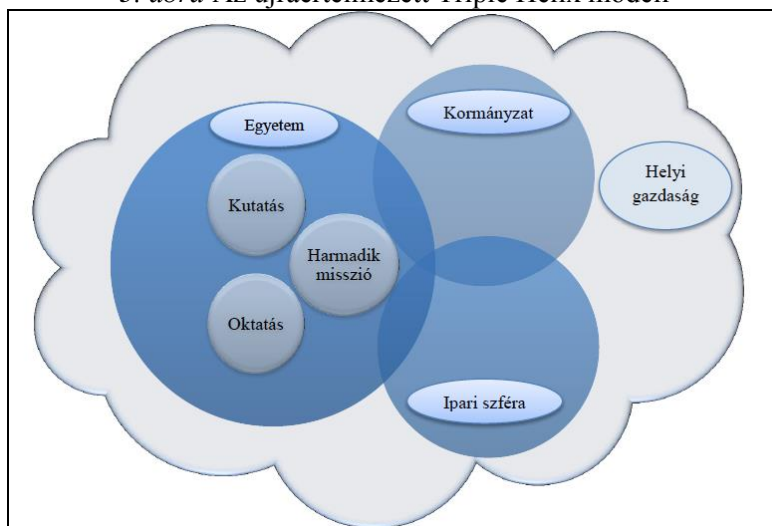 Egyetem
Kormányzat
Helyi
gazdaság
Kutatás
Harmadik
misszió
Oktatás
Ipari szféra